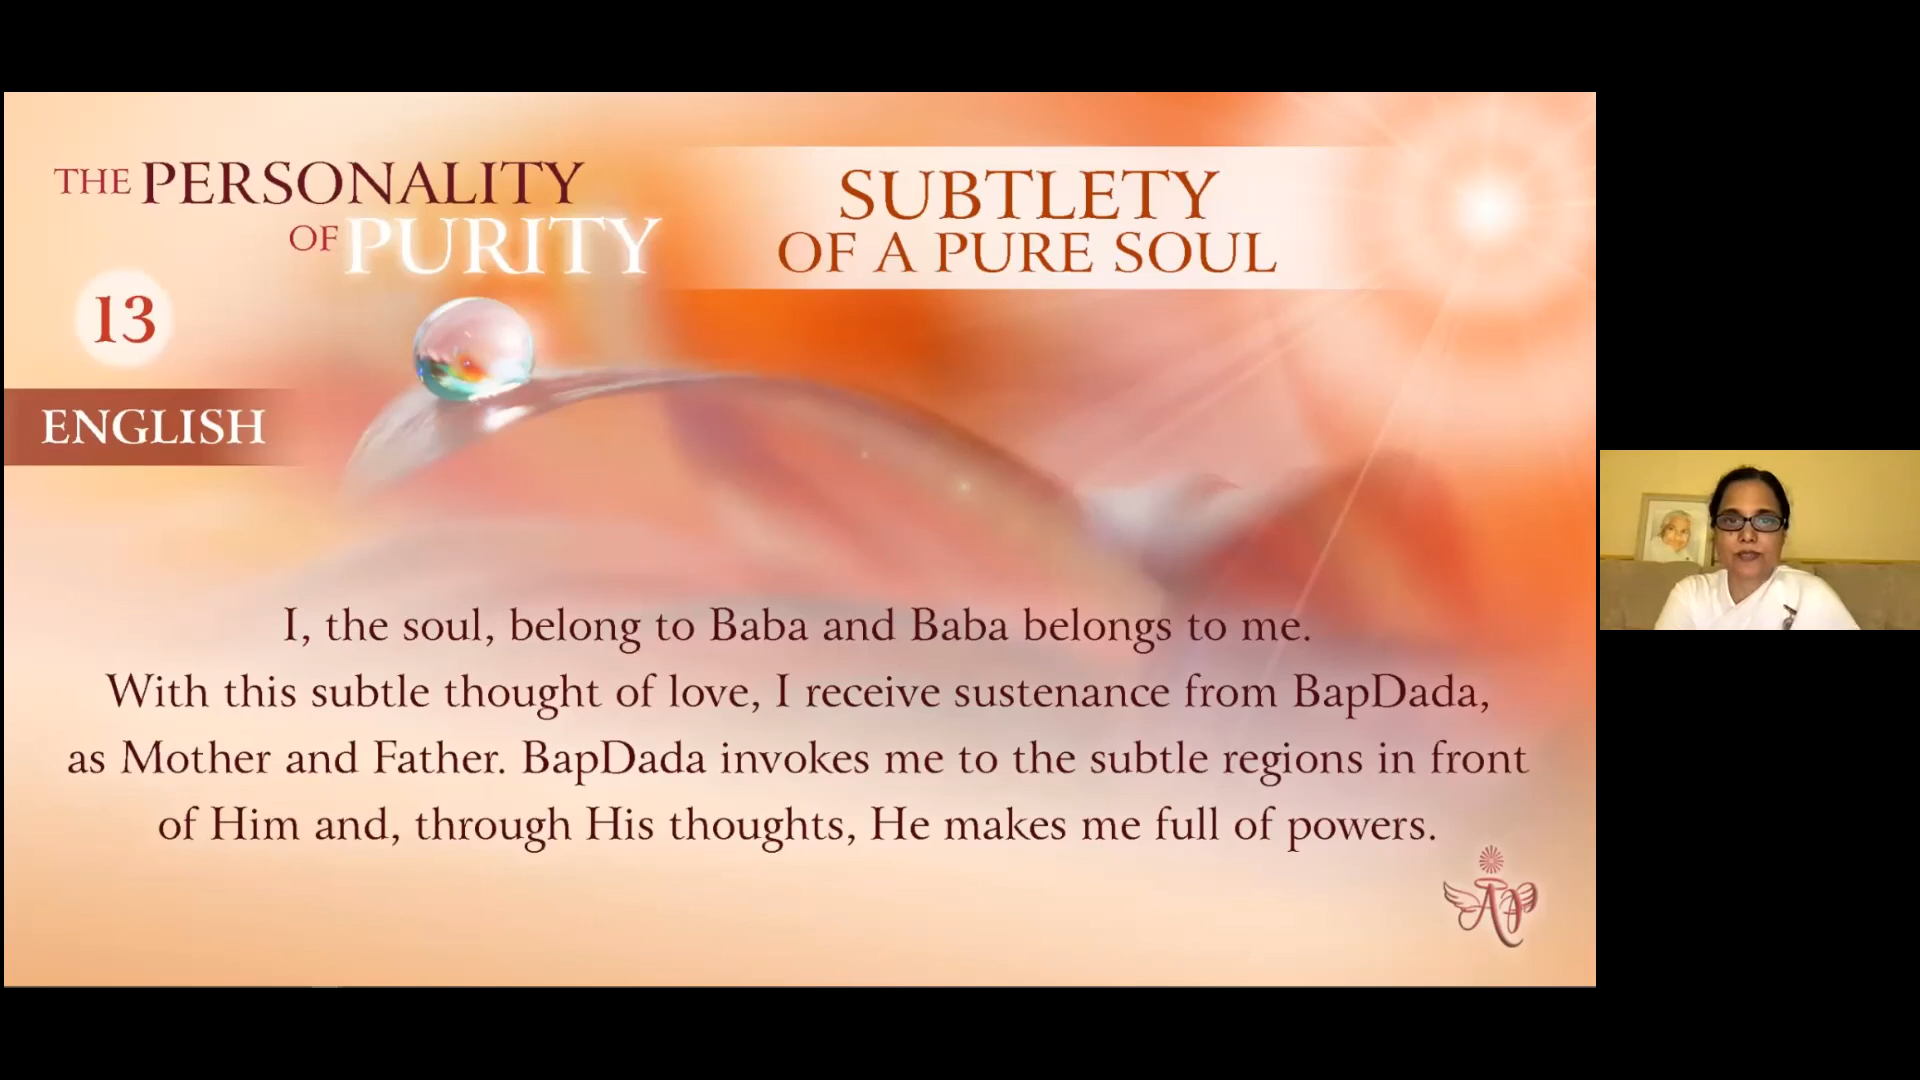 THE PERSONALITY
OF PURITY
SUBTLETY
OF A PURE SOUL
13
ENGLISH
I, the soul, belong to Baba and Baba belongs to me.
With this subtle thought of love, I receive sustenance from BapDada,
as Mother and Father. BapDada invokes me to the subtle regions in front
of Him and, through His thoughts, He makes me full of powers.